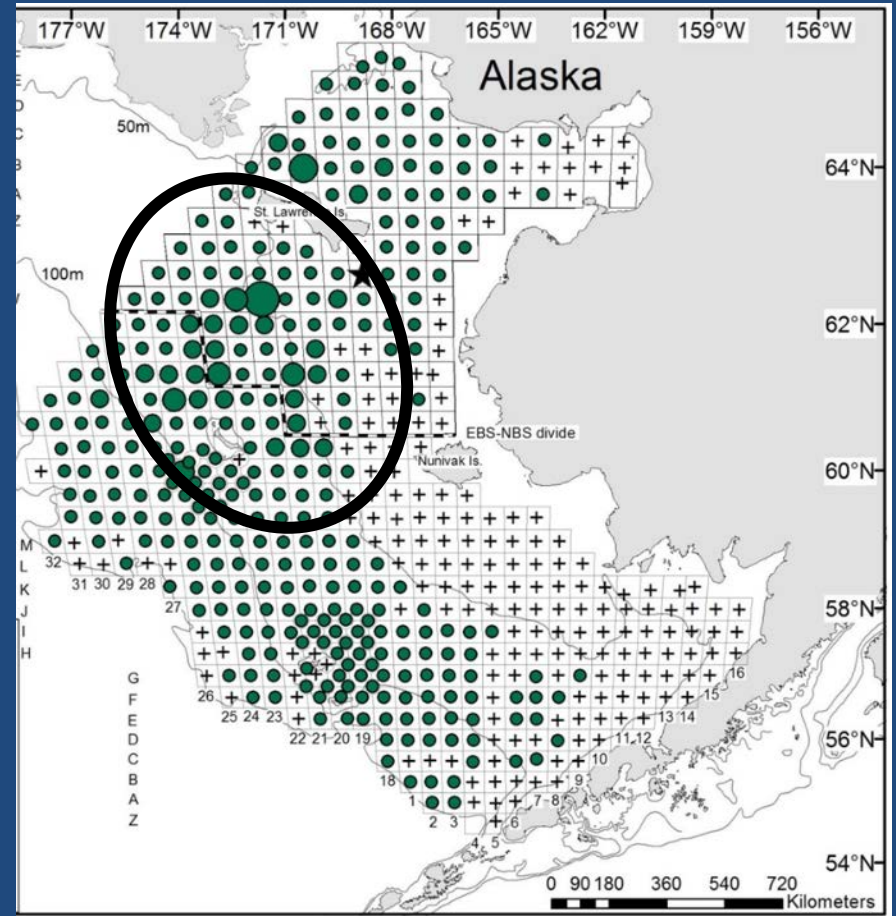 177°W 174°W 171°W 168°W 165°W 162°W 159°W 156°W
Alaska
50m
64°N
St. Lawrence Is.
100m
62°N
EBS-NBS divide
Nunivak Is.
60°N
E
D
C
B
A
Z
M
L
K
J
I
H
32 31 30 29 28
27
58°N
26
25 24 23
22 21 20 19
18
16
15
13 14
11 12
10
9
7 8
G
F
E
D
C
B
A
Z
1
2 3
4 5 6
56°N
54°N
0 90 180 360 540 720
Kilometers